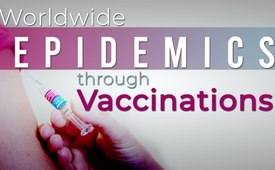 Worldwide
EPIDEMICS
through
Vaccinations